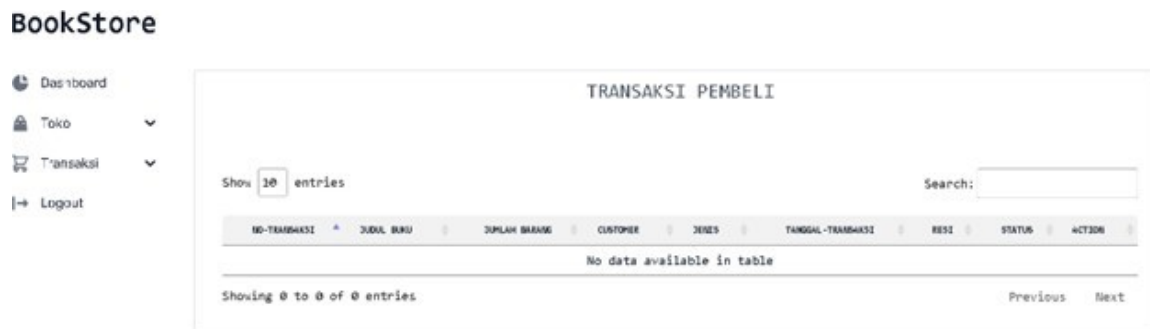 BookStore
Dashboard
Toko
Transaksi
Logout
TRANSAKSI PEMBELI
Show 10 entries
Search:
NO-TRANSAKSI JUDUL BUKU JUMLAH BARANG CUSTOMER JENIS TANGGAL-TRANSAKSI RESI STATUS ACTION
No data available in table
Showing 0 to 0 of 0 entries
Previous Next